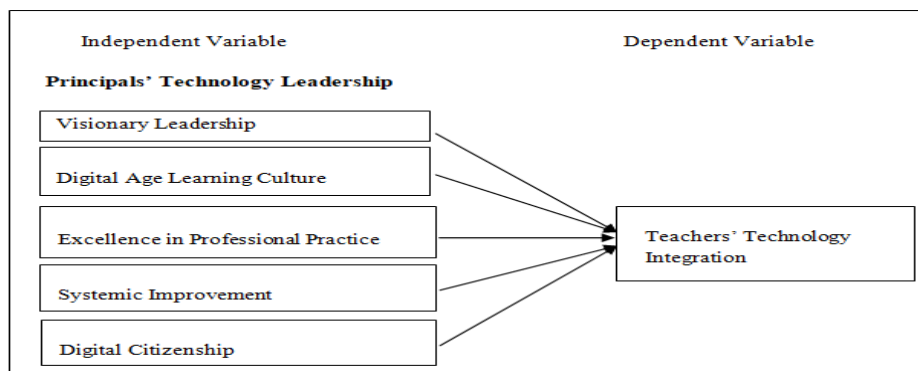 Independent Variable
Dependent Variable
Principals’ Technology Leadership
Visionary Leadership
Digital Age Learning Culture
Excellence in Professional Practice
Systemic Improvement
Digital Citizenship
Teachers’ Technology
Integration